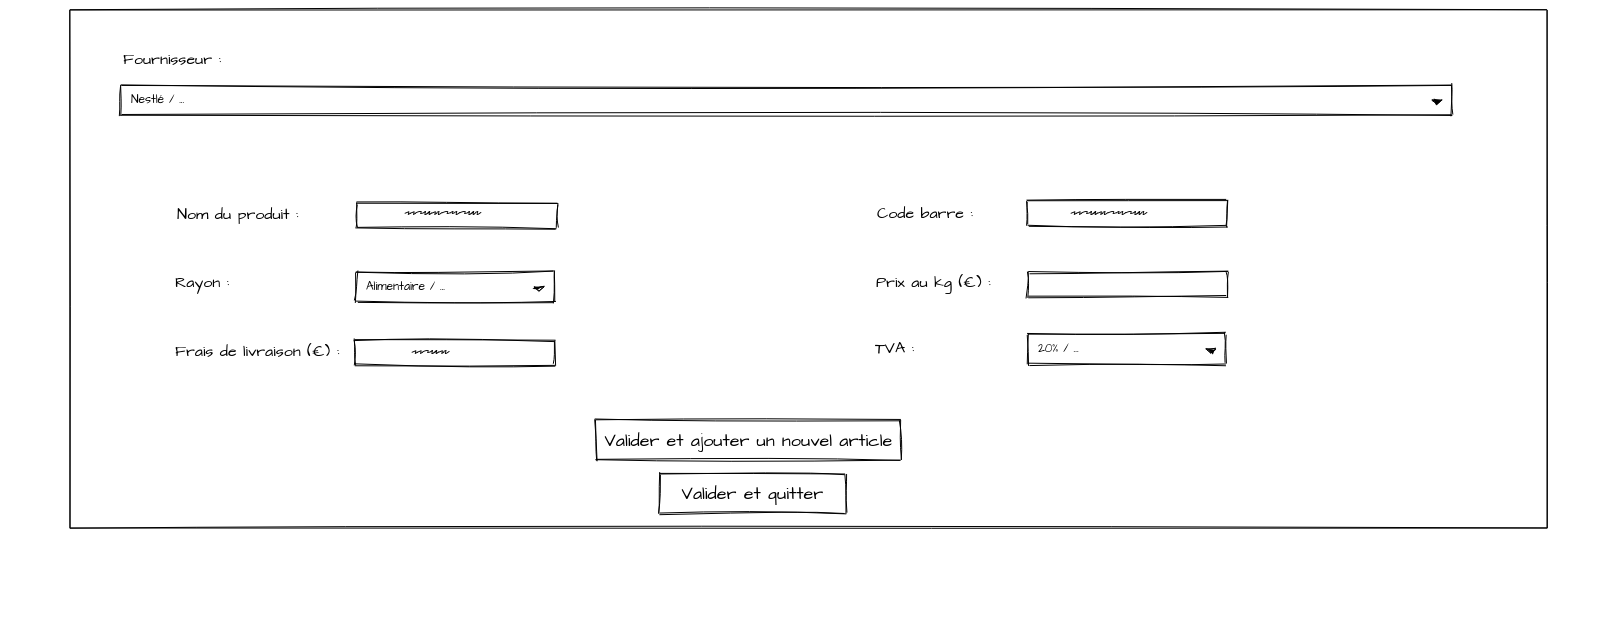 Fournisseur :
Nestlé / ...
Nom du produit :
Code barre :
Rayon :
Alimentaire / ...
Prix au kg (€) :
Frais de livraison (€) :
TVA :
20% / ...
Valider et ajouter un nouvel article
Valider et quitter